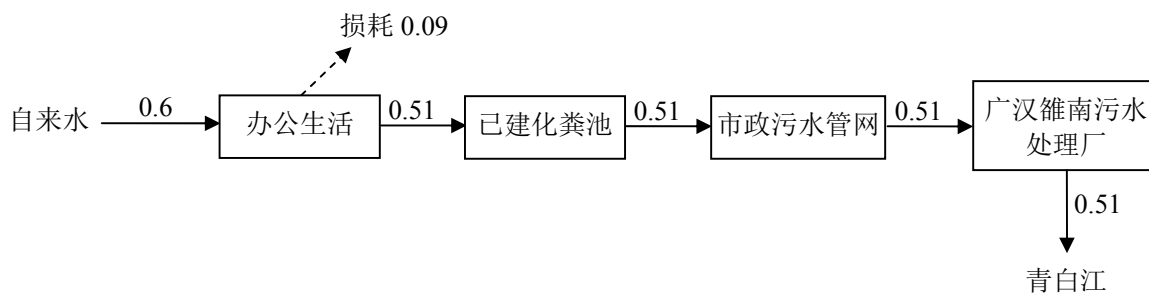 损耗 0.09
自来水
0.6
办公生活
0.51
已建化粪池
0.51
市政污水管网
0.51
广汉雒南污水
处理厂
0.51
青白江